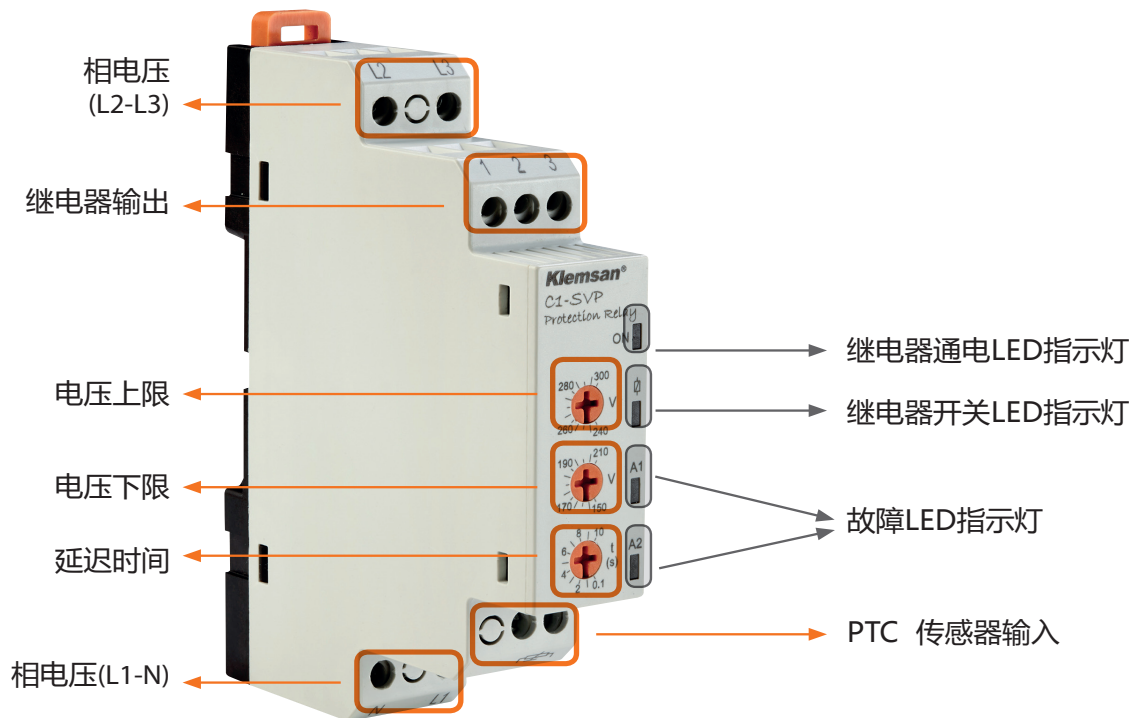 相电压
(L2-L3)
L2 L3
继电器输出
1 2 3
Klemsan®
C1-SVP
Protection Relay
ON
继电器通电LED指示灯
电压上限
280 300
V
260 240
继电器开关LED指示灯
电压下限
190 210
V
170 150
A1
故障LED指示灯
延迟时间
8 10
6 t
4 (s)
2 0.1
A2
PTC 传感器输入
相电压(L1-N)
N L1